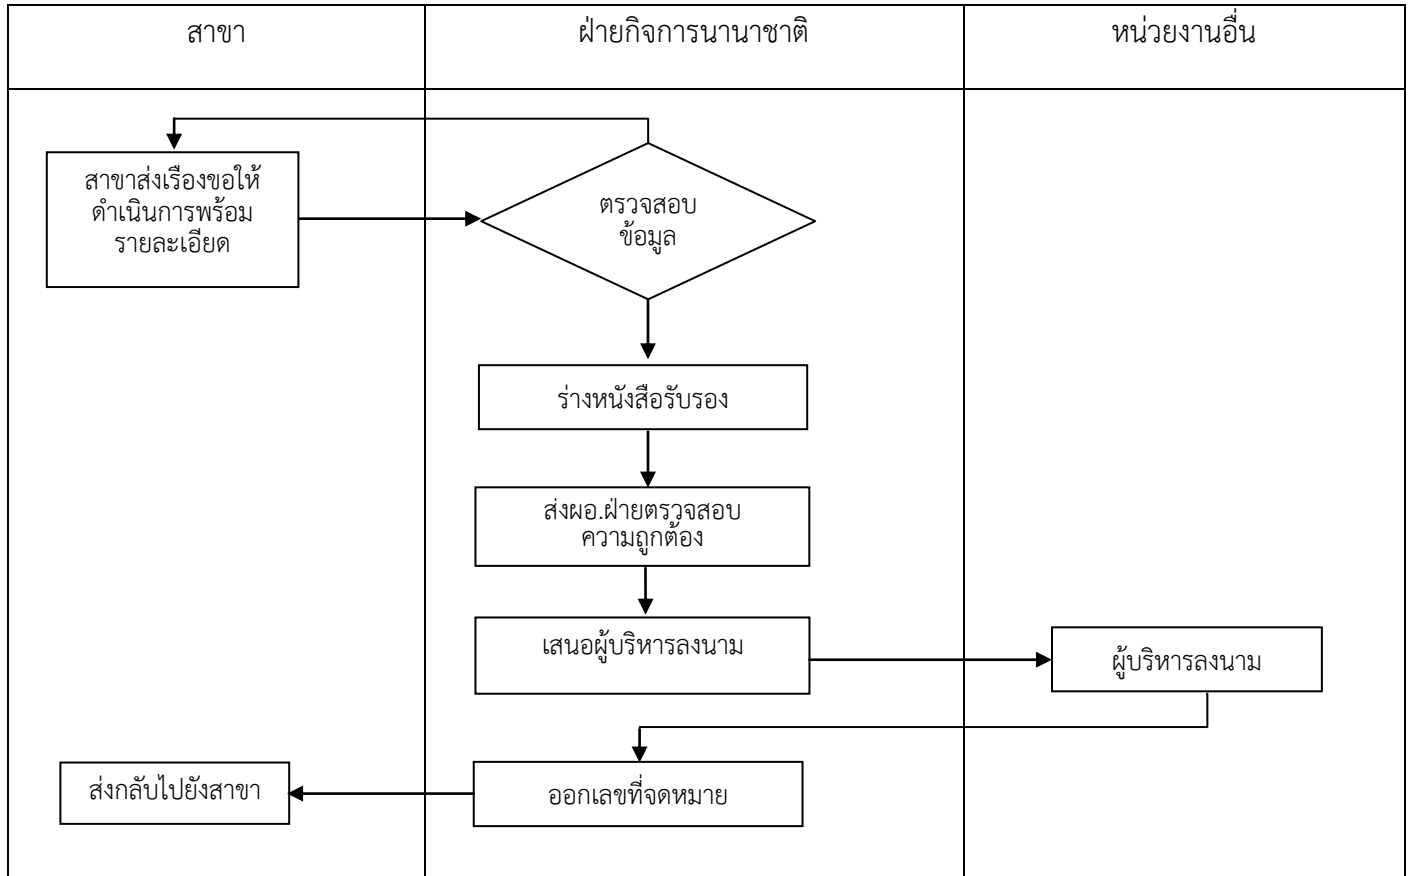 สาขา
ฝ่ายกิจการนานาชาติ
หน่วยงานอื่น
สาขาส่งเรื่องขอให้
ดำเนินการพร้อม
รายละเอียด
ตรวจสอบ
ข้อมูล
ร่างหนังสือรับรอง
ส่งผอ.ฝ่ายตรวจสอบ
ความถูกต้อง
เสนอผู้บริหารลงนาม
ผู้บริหารลงนาม
ส่งกลับไปยังสาขา
ออกเลขที่จดหมาย